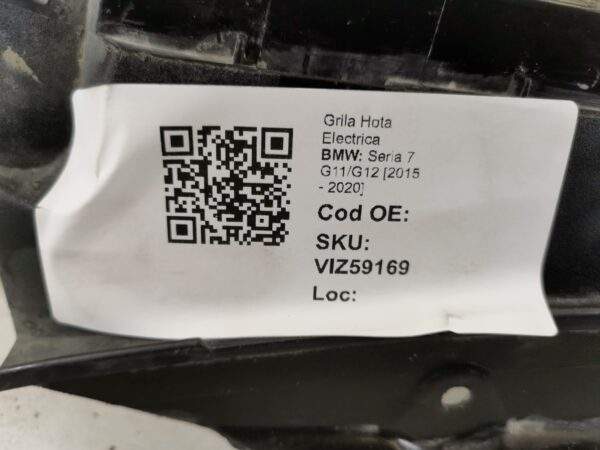 Grila Hota
Electrica
BMW: Seria 7
G11/G12 [2015
- 2020]
Cod OE:
SKU:
VIZ59169
Loc: